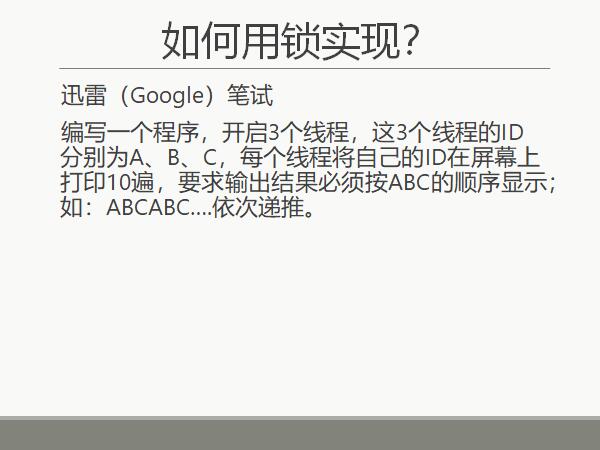 如何用锁实现？
迅雷（Google）笔试
编写一个程序，开启3个线程，这3个线程的ID
分别为A、B、C，每个线程将自己的ID在屏幕上
打印10遍，要求输出结果必须按ABC的顺序显示；
如：ABCABC....依次递推。